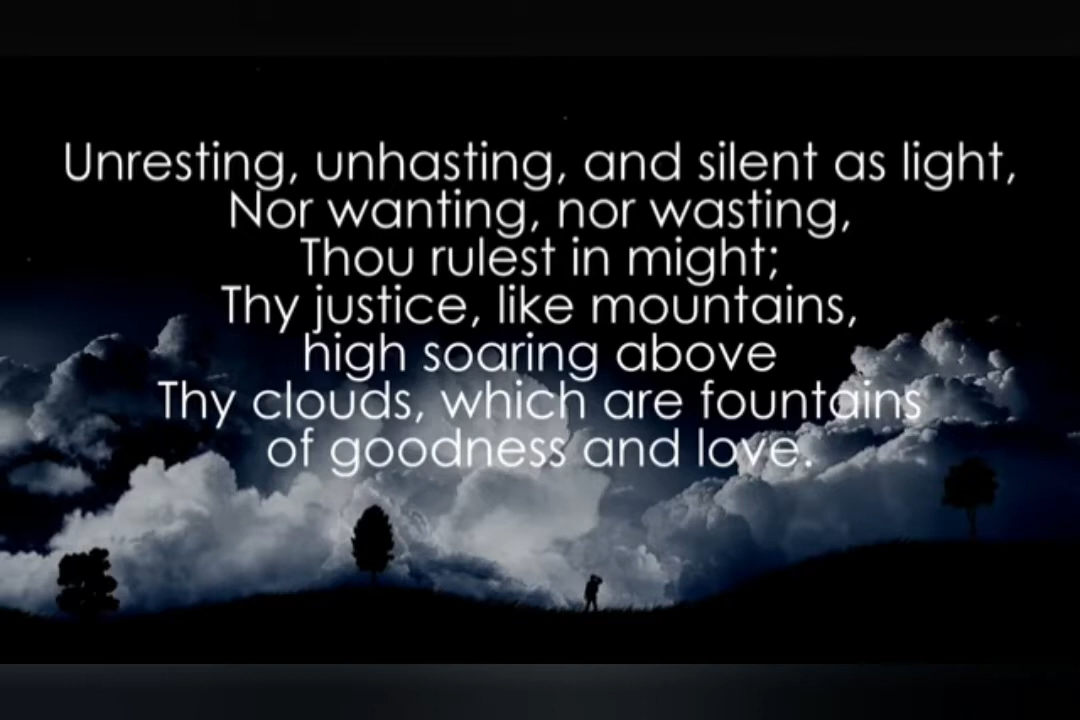 Unresting, unhasting, and silent as light,
Nor wanting, nor wasting,
Thou rulest in might;
Thy justice, like mountains,
high soaring above
Thy clouds, which are fountains
of goodness and love.